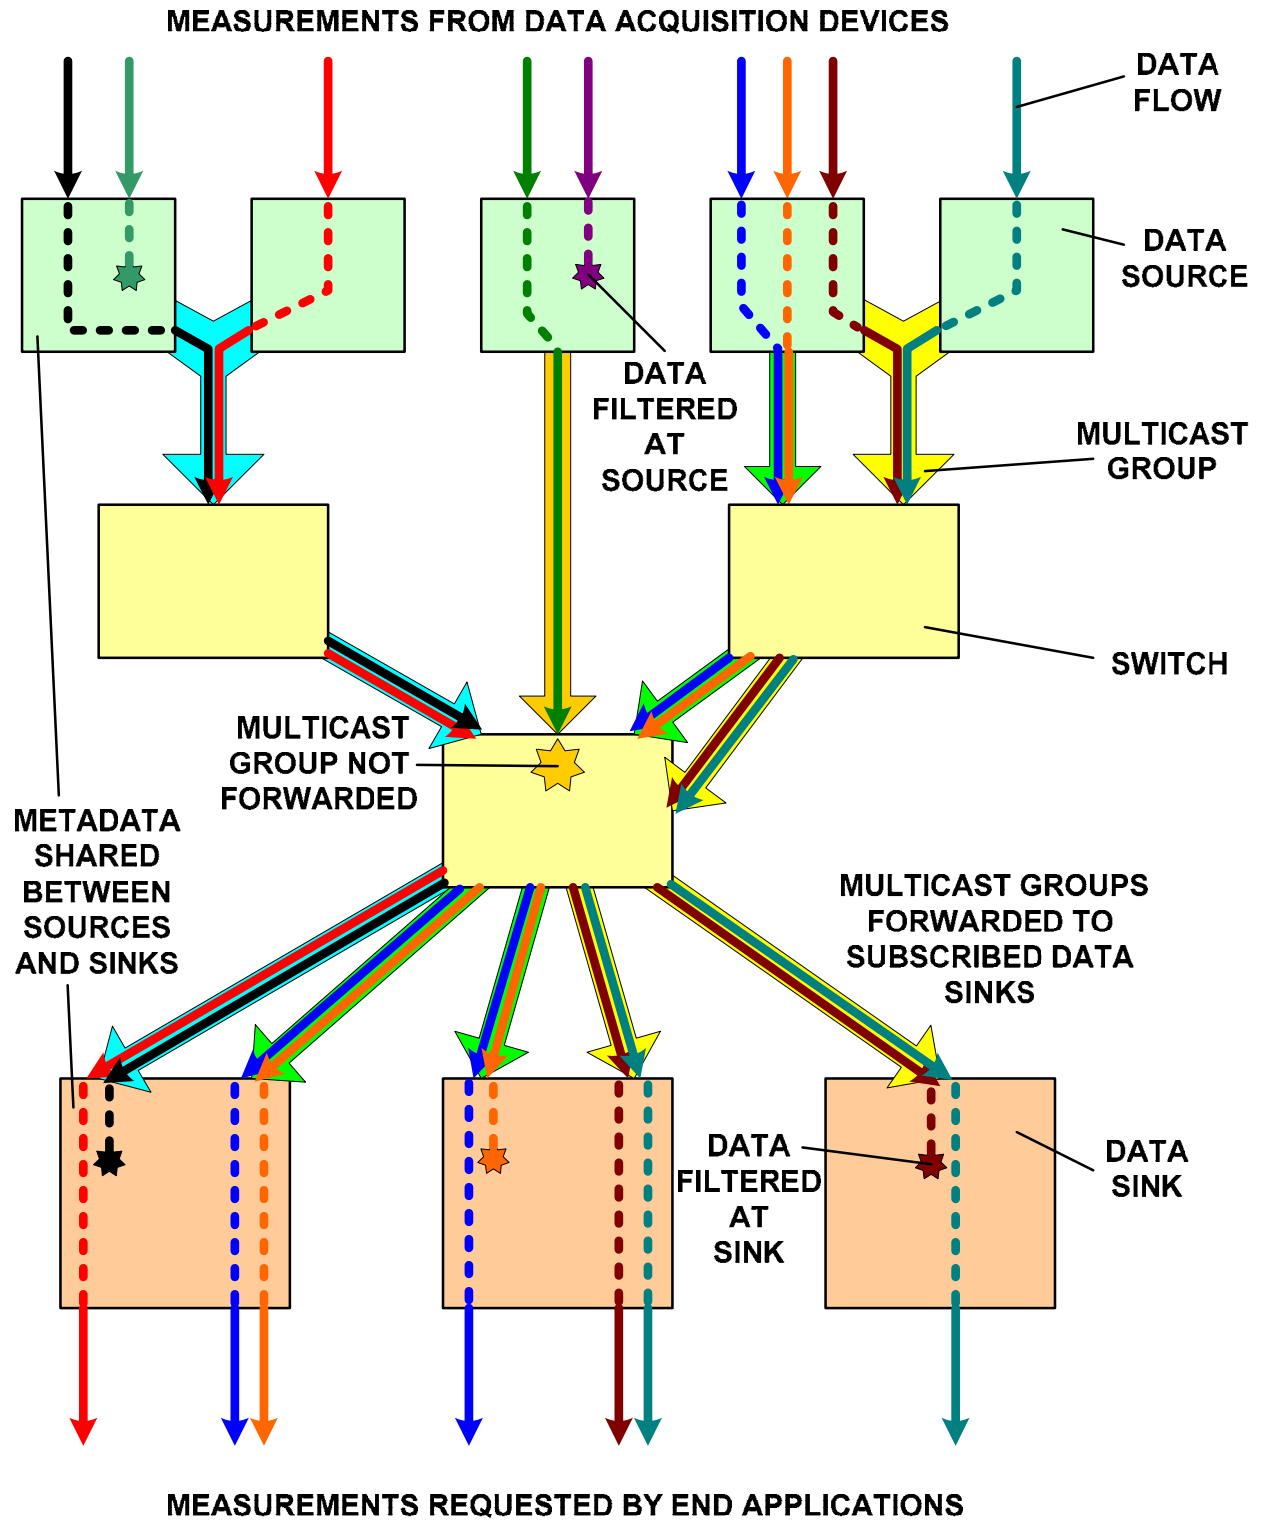 MEASUREMENTS FROM DATA ACQUISITION DEVICES
DATA
FLOW
DATA
SOURCE
DATA
FILTERED
AT
SOURCE
MULTICAST
GROUP
SWITCH
MULTICAST
GROUP NOT
FORWARDED
METADATA
SHARED
BETWEEN
SOURCES
AND SINKS
MULTICAST GROUPS
FORWARDED TO
SUBSCRIBED DATA
SINKS
DATA
FILTERED
AT
SINK
DATA
SINK
MEASUREMENTS REQUESTED BY END APPLICATIONS